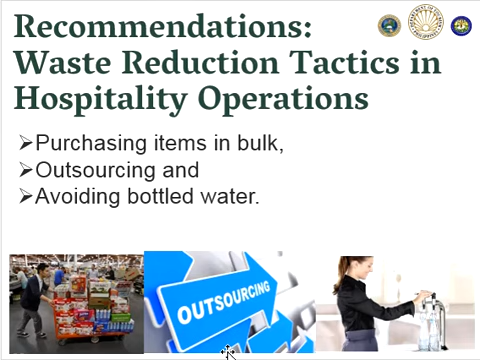 Recommendations:
Waste Reduction Tactics in
Hospitality Operations
➢Purchasing items in bulk,
➢Outsourcing and
➢Avoiding bottled water.
OUTSOURCING